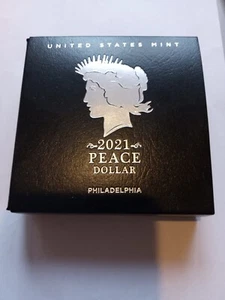 UNITED STATES MINT
2021
PEACE
DOLLAR
PHILADELPHIA